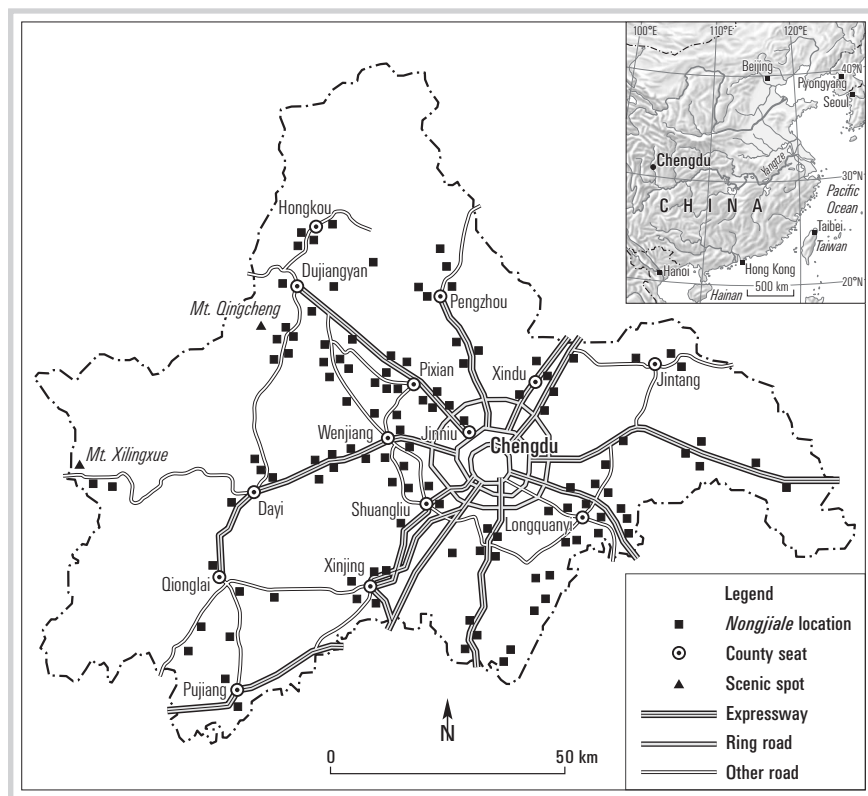 100°E
110°E
120°E
Beijing
40°N
Pyongyang
Seoul
Chengdu
Yangze
30°N
Pacific
Ocean
CHINA
Taibei
Taiwan
Hanoi
Hong Kong
20°N
Hainan
500 km
Hongkou
Dujiangyan
Mt. Qingcheng
Pengzhou
Pixian
Xindu
Jintang
Wenjiang
Jinniu
Chengdu
Mt. Xilingxue
Dayi
Shuangliu
Longquanyi
Qionglai
Xinjing
Pujiang
N
0
50 km
Legend
Nongjiale location
County seat
Scenic spot
Expressway
Ring road
Other road